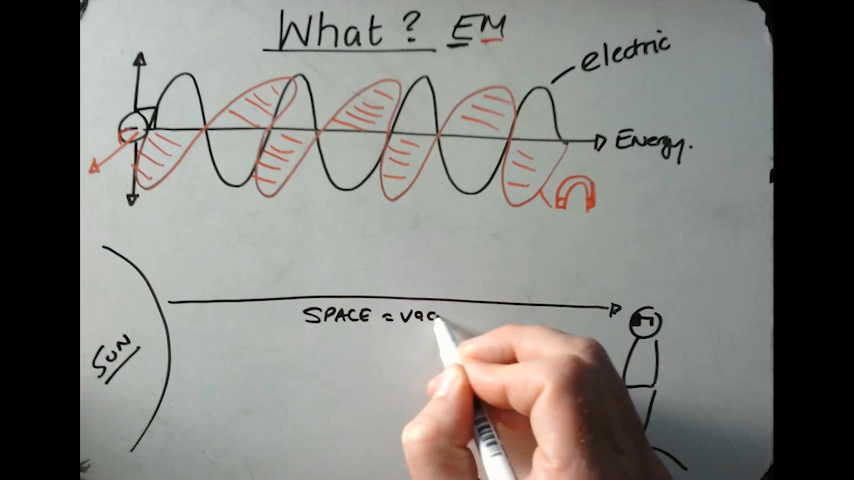 What? EM
electric
Energy.
SPACE = vac
SUN